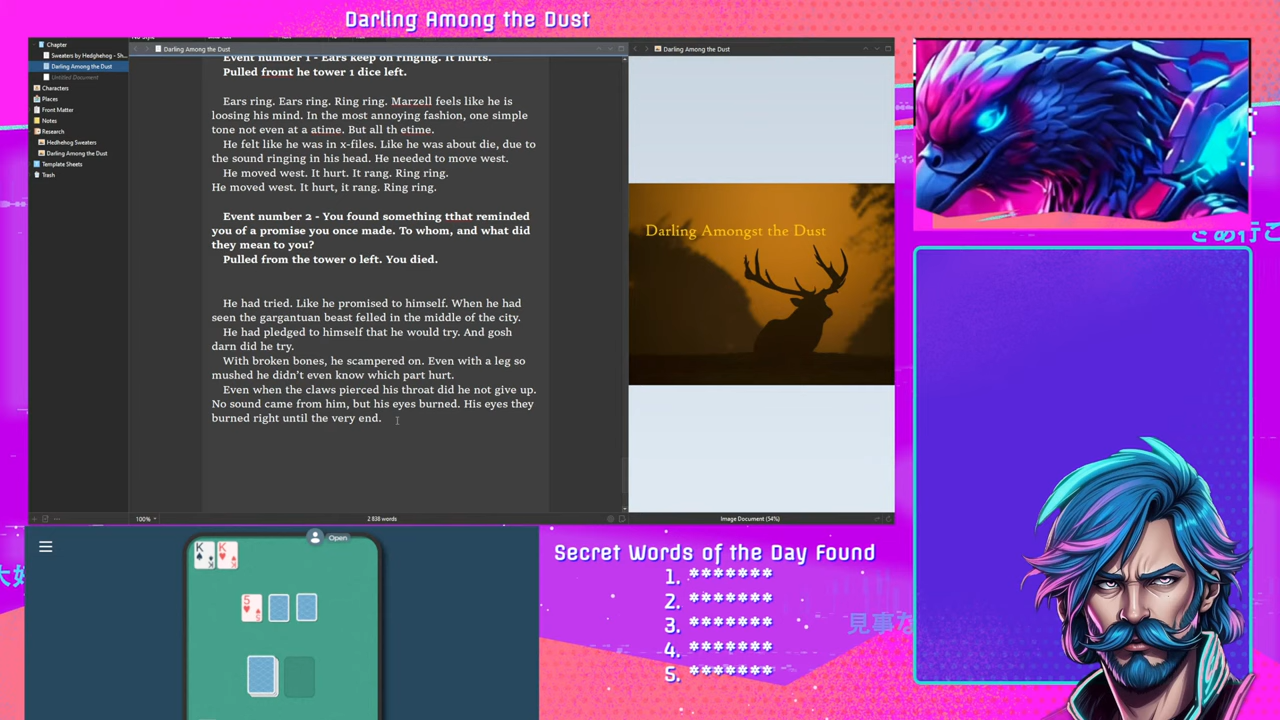 Darling Among the Dust
Chapter
Sweaters by Hedghehog - Sh...
Darling Among the Dust
Untitled Document
Characters
Places
Front Matter
Notes
Research
Hedhehog Sweaters
Darling Among the Dust
Template Sheets
Trash
Darling Among the Dust
Event number 1 - Ears keep on ringing. It hurts.
Pulled fromt he tower 1 dice left.
Ears ring. Ears ring. Ring ring. Marzell feels like he is
loosing his mind. In the most annoying fashion, one simple
tone not even at a atime. But all th etime.
He felt like he was in x-files. Like he was about die, due to
the sound ringing in his head. He needed to move west.
He moved west. It hurt. It rang. Ring ring.
He moved west. It hurt, it rang. Ring ring.
Event number 2 - You found something tthat reminded
you of a promise you once made. To whom, and what did
they mean to you?
Pulled from the tower 0 left. You died.
He had tried. Like he promised to himself. When he had
seen the gargantuan beast felled in the middle of the city.
He had pledged to himself that he would try. And gosh
darn did he try.
With broken bones, he scampered on. Even with a leg so
mushed he didn't even know which part hurt.
Even when the claws pierced his throat did he not give up.
No sound came from him, but his eyes burned. His eyes they
burned right until the very end.
100%
2 838 words
Darling Among the Dust
Darling Amongst the Dust
Image Document (54%)
Open
K
K
K
K
5
5
Secret Words of the Day Found
1. *******
2. *******
3. *******
4. *******
5. *******
見事な